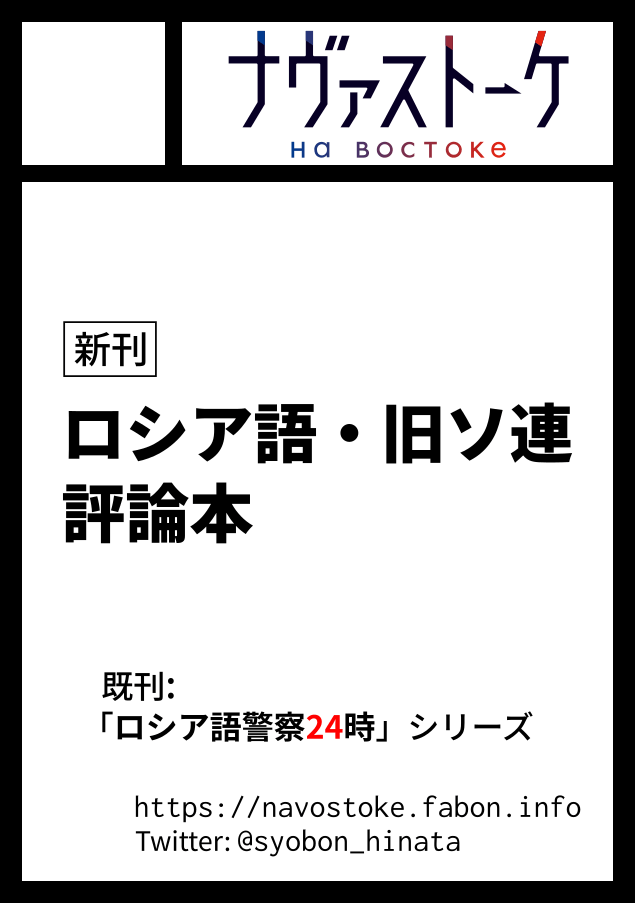 ナヴァストーケ
на востоке
新刊
ロシア語・旧ソ連
評論本
既刊:
「ロシア語警察24時」シリーズ
https://navostoke.fabon.info
Twitter: @syobon_hinata